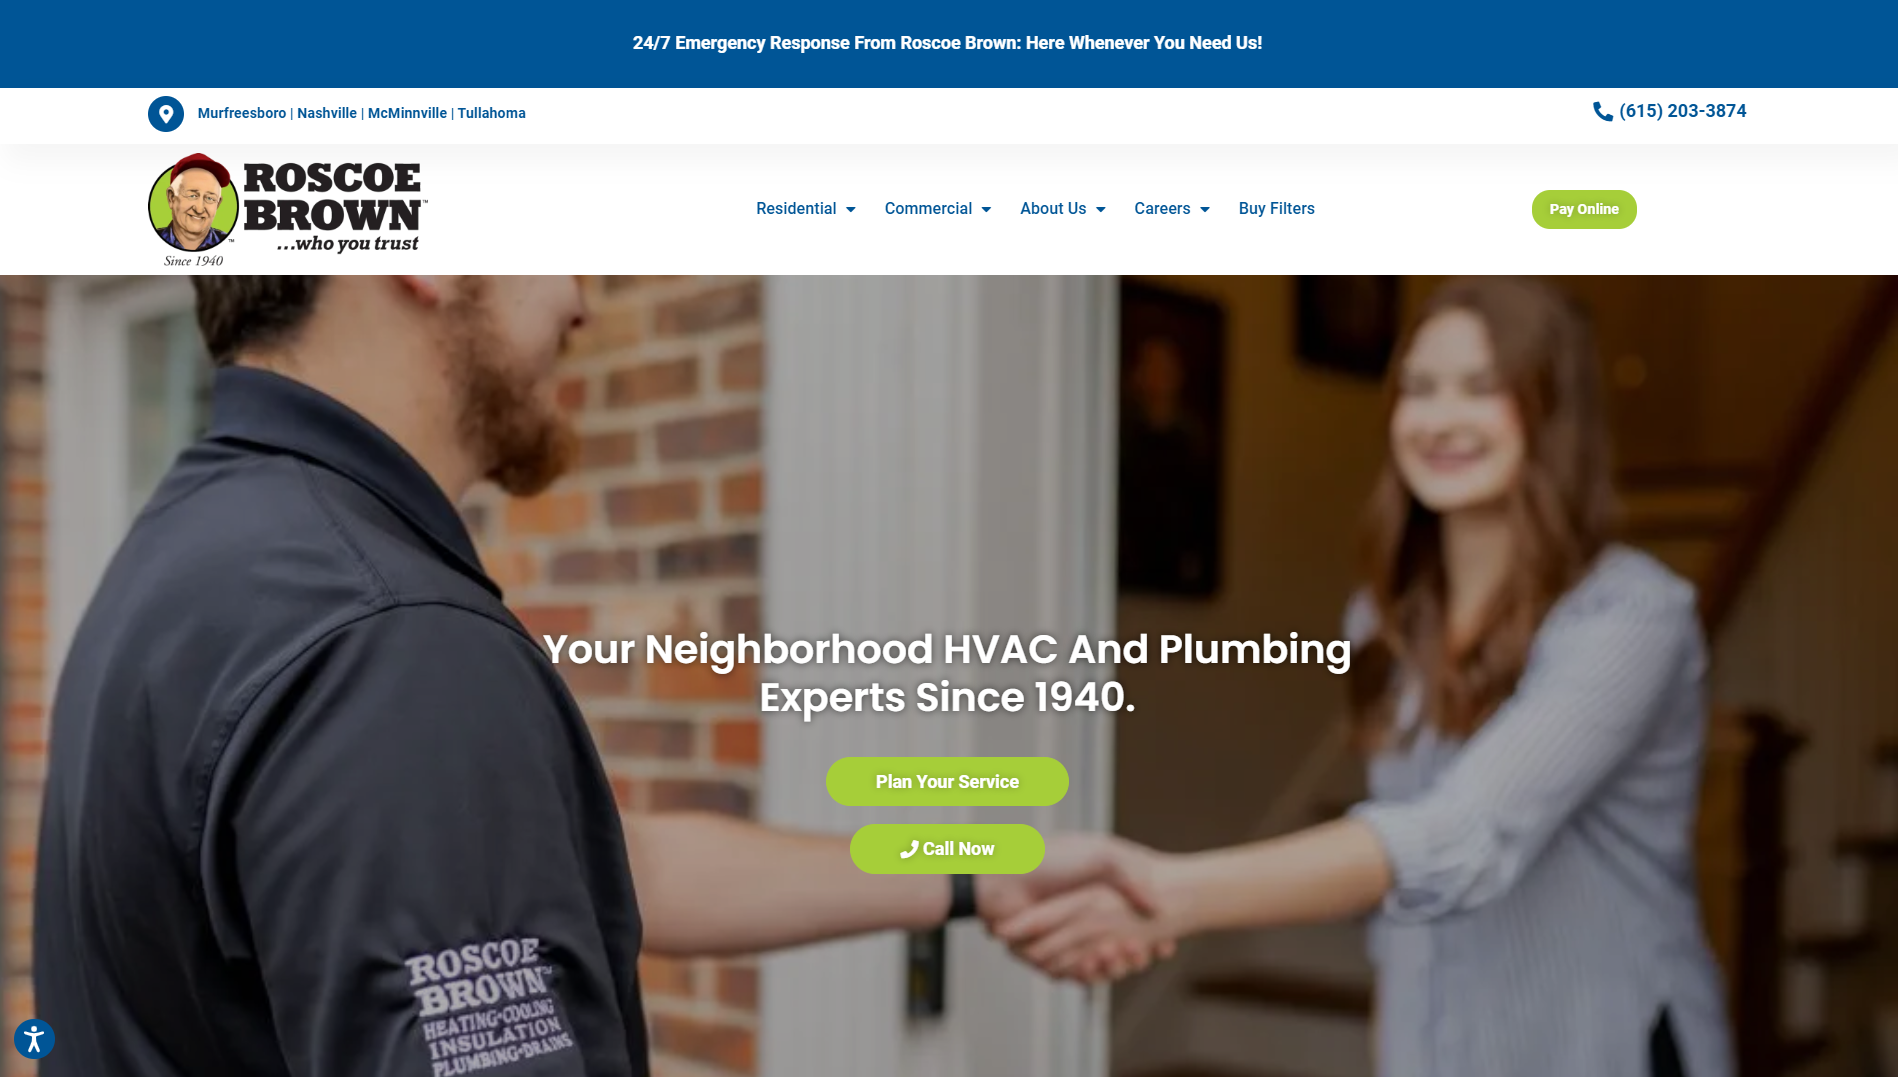 24/7 Emergency Response From Roscoe Brown: Here Whenever You Need Us!
Murfreesboro | Nashville | McMinnville | Tullahoma
(615) 203-3874
ROSCOE
BROWN™
...who you trust
™
Since 1940
Residential
Commercial
About Us
Careers
Buy Filters
Pay Online
Your Neighborhood HVAC And Plumbing
Experts Since 1940.
Plan Your Service
Call Now
ROSCOE
BROWN™
HEATING•COOLING
INSULATION
PLUMBING•DRAINS